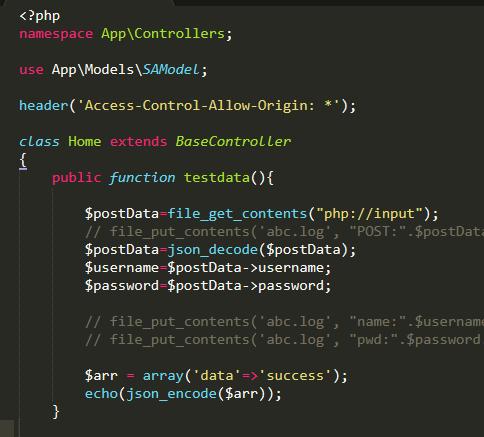 <?php
namespace App\Controllers;
use App\Models\SAModel;
header('Access-Control-Allow-Origin: *');
class Home extends BaseController
{
public function testdata(){
$postData=file_get_contents("php://input");
// file_put_contents('abc.log', "POST:".$postData
$postData=json_decode($postData);
$username=$postData->username;
$password=$postData->password;
// file_put_contents('abc.log', "name:".$username
// file_put_contents('abc.log', "pwd:".$password
$arr = array('data'=>'success');
echo(json_encode($arr));
}